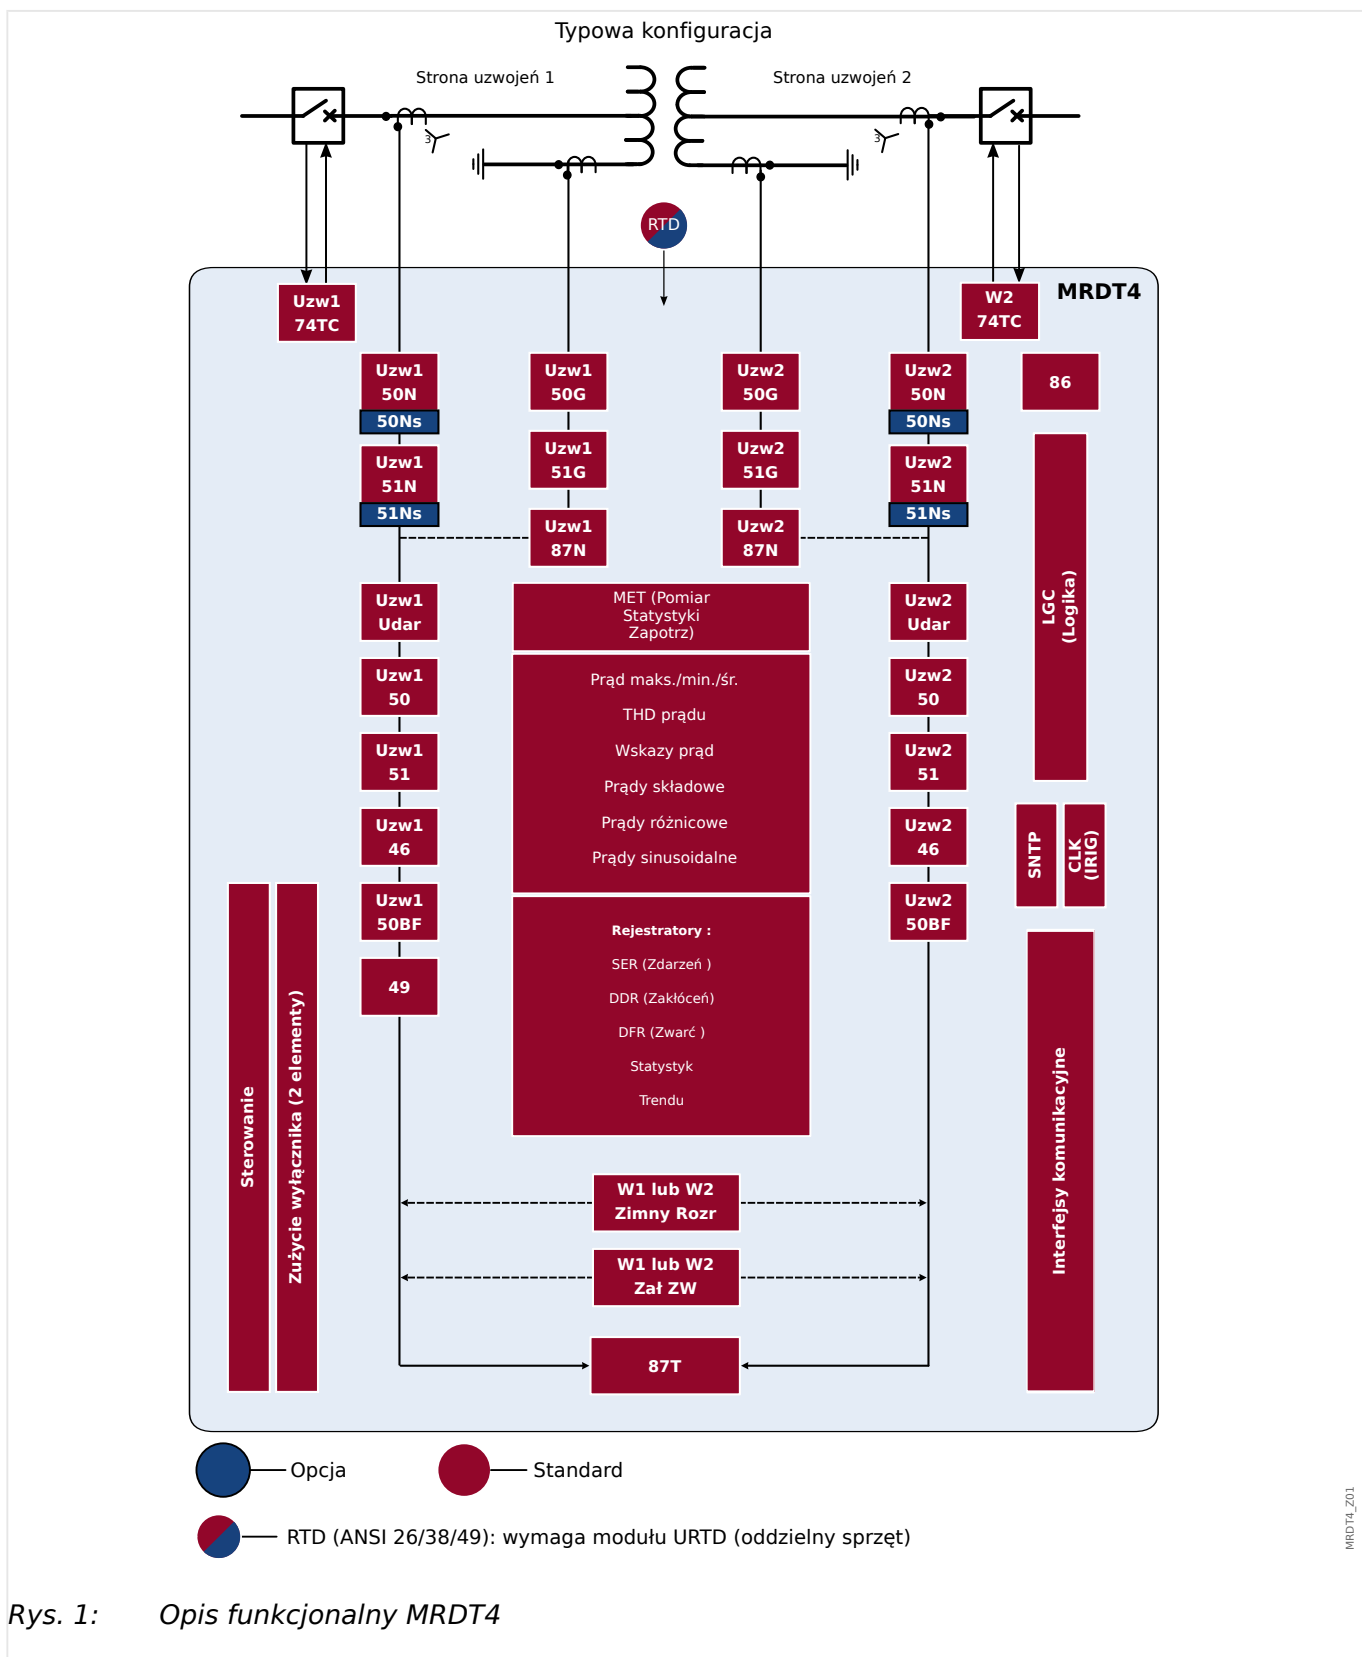 Typowa konfiguracja
Strona uzwojeń 1
Strona uzwojeń 2
3
3
RTD
MRDT4
Uzw1
74TC
W2
74TC
Uzw1
50N
50Ns
Uzw1
50G
Uzw2
50G
Uzw2
50N
50Ns
86
Uzw1
51N
51Ns
Uzw1
51G
Uzw2
51G
Uzw2
51N
51Ns
Uzw1
87N
Uzw2
87N
LGC
(Logika)
Uzw1
Udar
MET (Pomiar
Statystyki
Zapotrz)
Uzw2
Udar
Uzw1
50
Uzw1
51
Uzw1
46
Uzw1
50BF
49
Prąd maks./min./śr.
THD prądu
Wskazy prąd
Prądy składowe
Prądy różnicowe
Prądy sinusoidalne
Uzw2
50
Uzw2
51
Uzw2
46
Uzw2
50BF
SNTP
CLK
(IRIG)
Rejestratory :
SER (Zdarzeń )
DDR (Zakłóceń)
DFR (Zwarć )
Statystyk
Trendu
Sterowanie
Zużycie wyłącznika (2 elementy)
Interfejsy komunikacyjne
W1 lub W2
Zimny Rozr
W1 lub W2
Zał ZW
87T
Opcja
Standard
RTD (ANSI 26/38/49): wymaga modułu URTD (oddzielny sprzęt)
MRDT4_Z01
Rys. 1: Opis funkcjonalny MRDT4